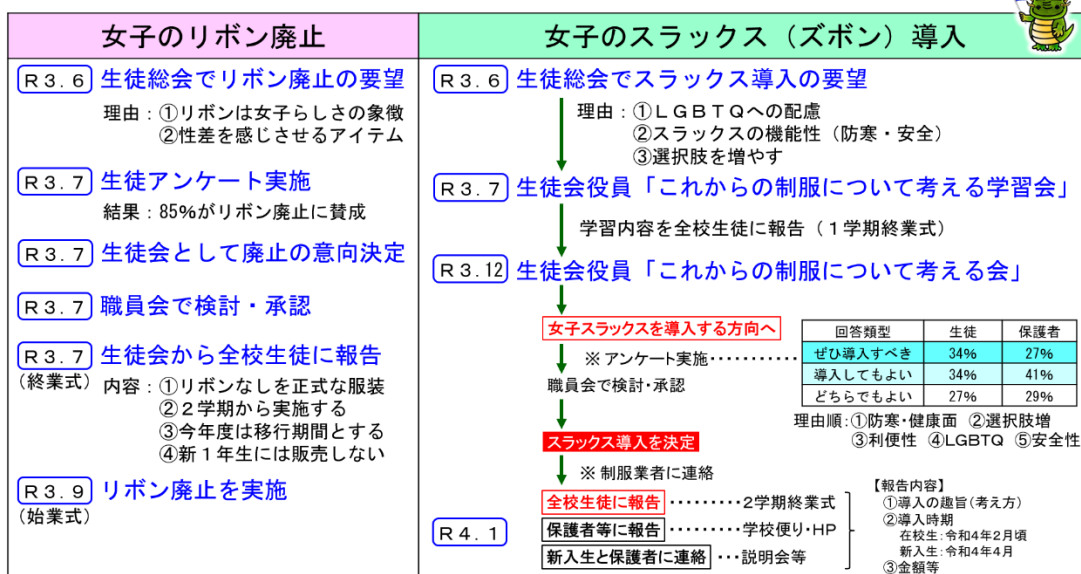 女子のリボン廃止
R3.6 生徒総会でリボン廃止の要望
理由：①リボンは女子らしさの象徴
②性差を感じさせるアイテム
R3.7 生徒アンケート実施
結果：85%がリボン廃止に賛成
R3.7 生徒会として廃止の意向決定
R3.7 職員会で検討・承認
R3.7 生徒会から全校生徒に報告
(終業式) 内容：①リボンなしを正式な服装
②２学期から実施する
③今年度は移行期間とする
④新１年生には販売しない
R3.9 リボン廃止を実施
(始業式)
女子のスラックス（ズボン）導入
R3.6 生徒総会でスラックス導入の要望
理由：①ＬＧＢＴＱへの配慮
②スラックスの機能性（防寒・安全）
③選択肢を増やす
R3.7 生徒会役員「これからの制服について考える学習会」
学習内容を全校生徒に報告（１学期終業式）
R3.12 生徒会役員「これからの制服について考える会」
女子スラックスを導入する方向へ
※ アンケート実施･･････････
職員会で検討・承認
回答類型 生徒 保護者
ぜひ導入すべき 34% 27%
導入してもよい 34% 41%
どちらでもよい 27% 29%
理由順：①防寒・健康面 ②選択肢増
③利便性 ④LGBTQ ⑤安全性
スラックス導入を決定
※ 制服業者に連絡
R4.1
全校生徒に報告 ･････････２学期終業式
保護者等に報告 ･････････学校便り・HP
新入生と保護者に連絡 ･･･説明会等
【報告内容】
①導入の趣旨(考え方)
②導入時期
在校生：令和4年2月頃
新入生：令和4年4月
③金額等